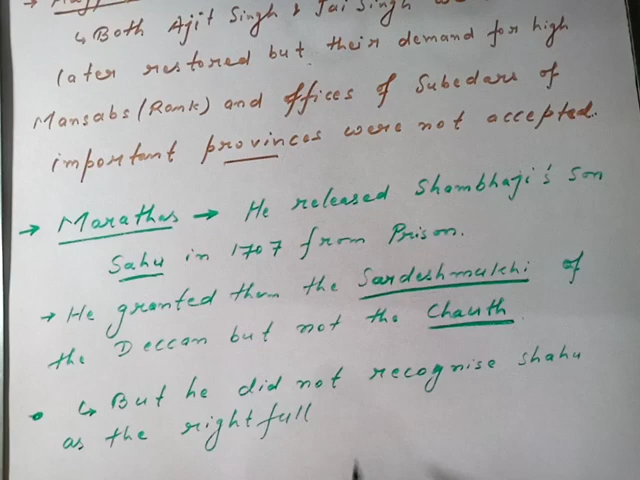 ↳ Both Ajit Singh & Jai Singh
later restored but their demand for high
Mansabs (Rank) and offices of Subedars of
important provinces were not accepted.
→ Marathas → He released Shambhaji's son
Sahu in 1707 from Prison.
→ He granted them the Sardeshmukhi of
the Deccan but not the Chauth.
• ↳ But he did not recognise Shahu
as the rightfull